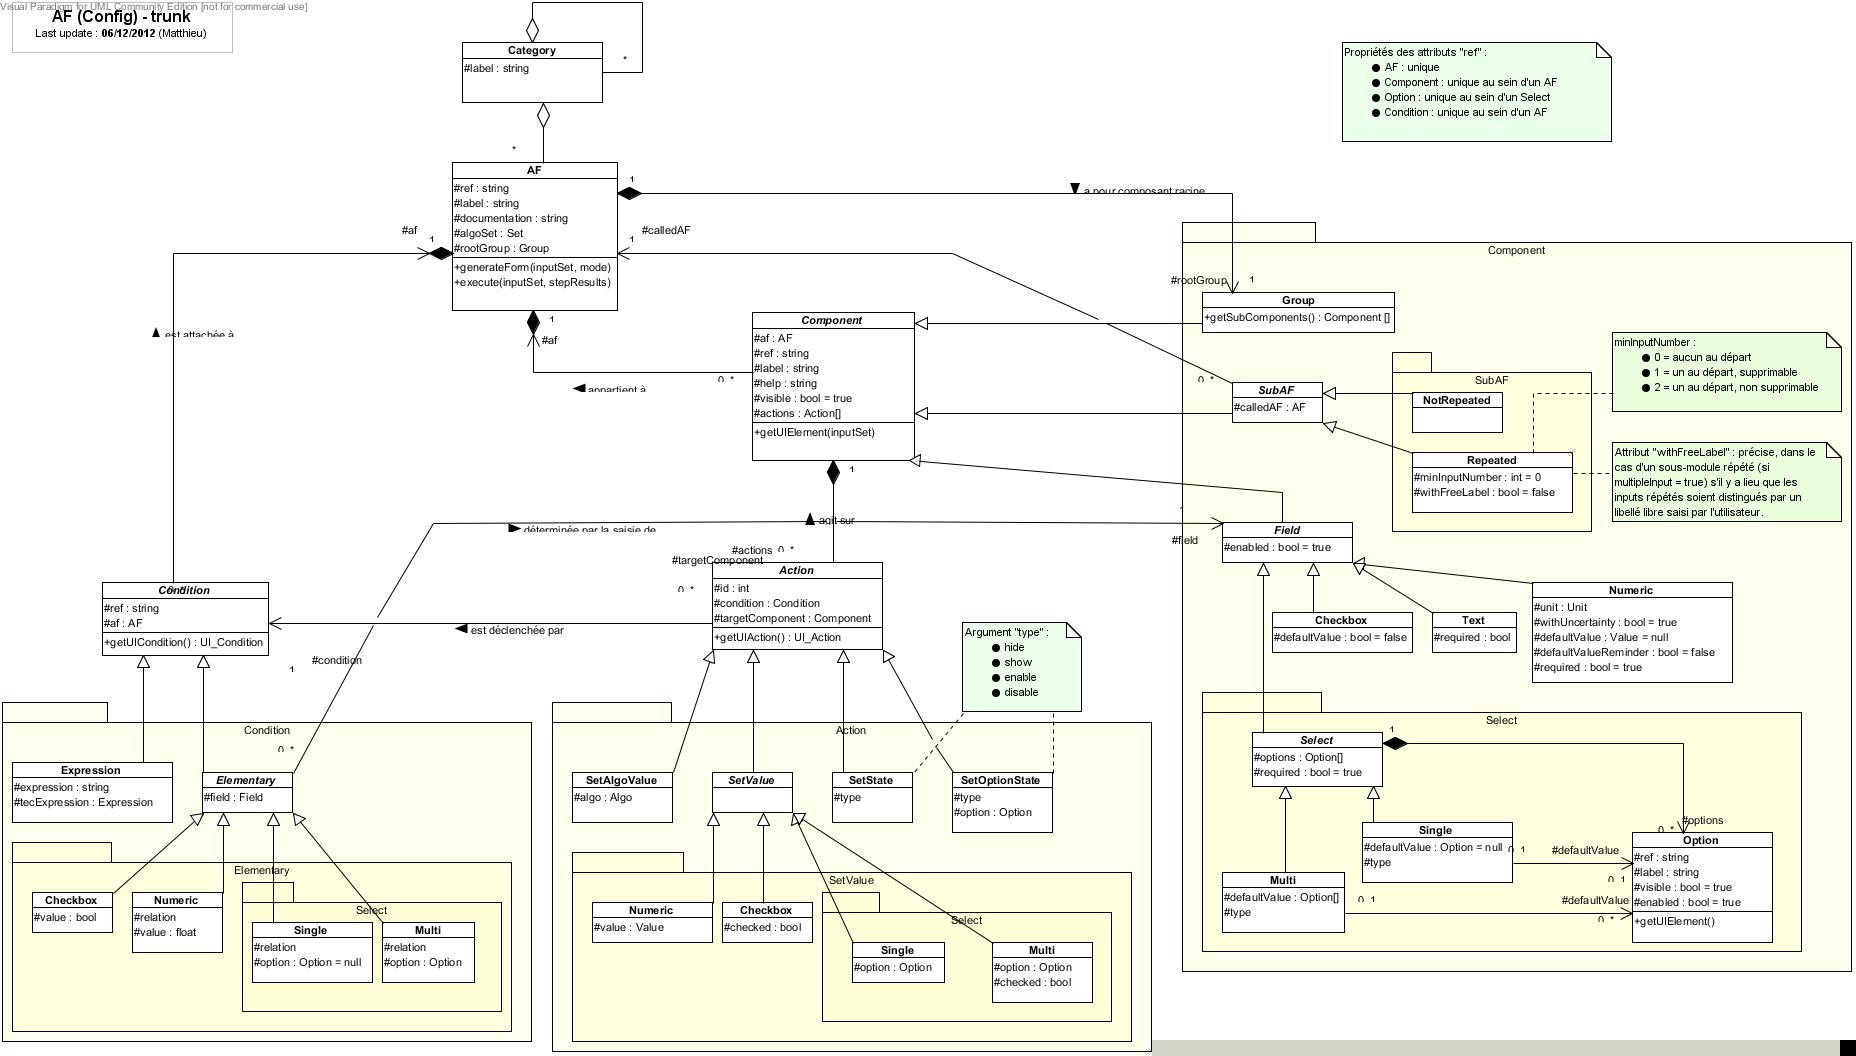 Visual Paradigm for UML Community Edition [not for commercial use]
AF (Config) - trunk
Last update : 06/12/2012 (Matthieu)
Category
#label : string
*
*
Propriétés des attributs "ref" :
AF : unique
Component : unique au sein d'un AF
Option : unique au sein d'un Select
Condition : unique au sein d'un AF
AF
#ref : string
#label : string
#documentation : string
#algoSet : Set
#rootGroup : Group
+generateForm(inputSet, mode)
+execute(inputSet, stepResults)
1
a pour composant racine
#af
1
#calledAF
1
1
#af
est attachée à
appartient à
0..*
Component
#af : AF
#ref : string
#label : string
#help : string
#visible : bool = true
#actions : Action[]
+getUIElement(inputSet)
1
Component
#rootGroup
1
Group
+getSubComponents() : Component []
0..*
SubAF
#calledAF : AF
SubAF
NotRepeated
Repeated
#minInputNumber : int = 0
#withFreeLabel : bool = false
minInputNumber :
0 = aucun au départ
1 = un au départ, supprimable
2 = un au départ, non supprimable
Attribut "withFreeLabel" : précise, dans le
cas d'un sous-module répété (si
multipleInput = true) s'il y a lieu que les
inputs répétés soient distingués par un
libellé libre saisi par l'utilisateur.
déterminée par la saisie de
agit sur
1
#field
Field
#enabled : bool = true
#actions
0..*
#targetComponent
0..*
Action
#id : int
#condition : Condition
#targetComponent : Component
+getUIAction() : UI_Action
est déclenchée par
Condition
0..*
#ref : string
#af : AF
+getUICondition() : UI_Condition
1
#condition
Argument "type" :
hide
show
enable
disable
Checkbox
#defaultValue : bool = false
Text
#required : bool
Numeric
#unit : Unit
#withUncertainty : bool = true
#defaultValue : Value = null
#defaultValueReminder : bool = false
#required : bool = true
Condition
0..*
Expression
#expression : string
#tecExpression : Expression
Elementary
#field : Field
Elementary
Checkbox
#value : bool
Numeric
#relation
#value : float
Select
Single
#relation
#option : Option = null
Multi
#relation
#option : Option
Action
SetAlgoValue
#algo : Algo
SetValue
SetState
#type
SetOptionState
#type
#option : Option
SetValue
Numeric
#value : Value
Checkbox
#checked : bool
Select
Single
#option : Option
Multi
#option : Option
#checked : bool
Select
Select
#options : Option[]
#required : bool = true
1
#options
0..*
Single
#defaultValue : Option = null
#type
0..1
#defaultValue
0..1
Multi
#defaultValue : Option[]
#type
0..1
#defaultValue
0..*
Option
#ref : string
#label : string
#visible : bool = true
#enabled : bool = true
+getUIElement()